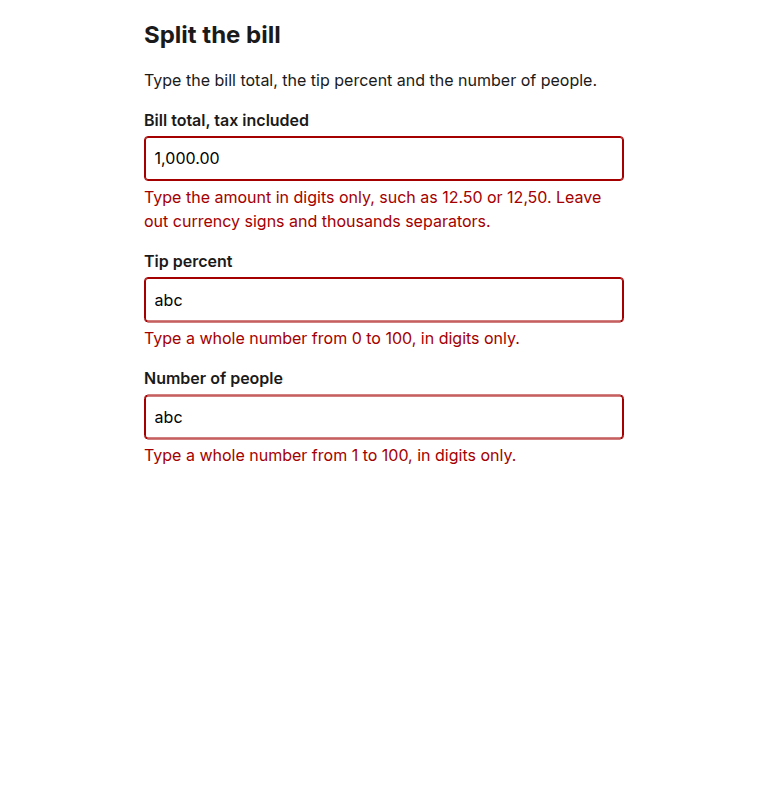 Split the bill
Type the bill total, the tip percent and the number of people.
Bill total, tax included
1,000.00
Type the amount in digits only, such as 12.50 or 12,50. Leave
out currency signs and thousands separators.
Tip percent
abc
Type a whole number from 0 to 100, in digits only.
Number of people
abc
Type a whole number from 1 to 100, in digits only.